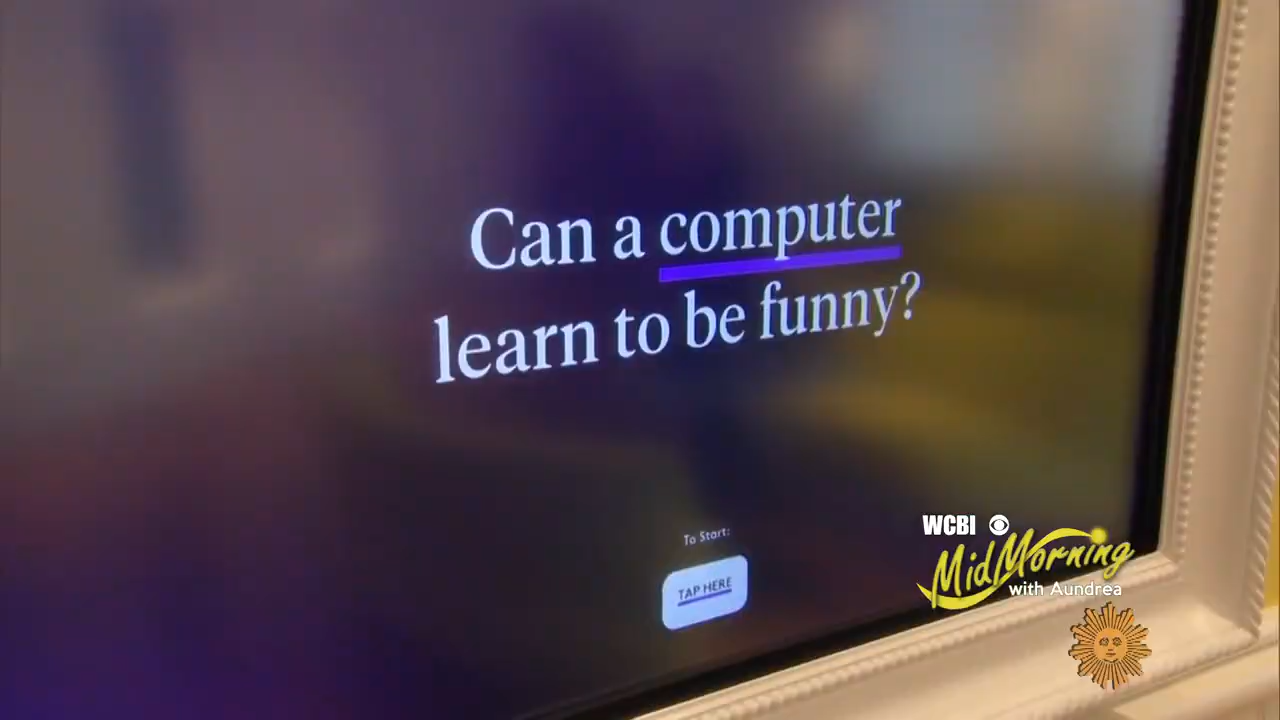 Can a computer
learn to be funny?
To Start:
TAP HERE
WCBI
MidMorning
with Aundrea